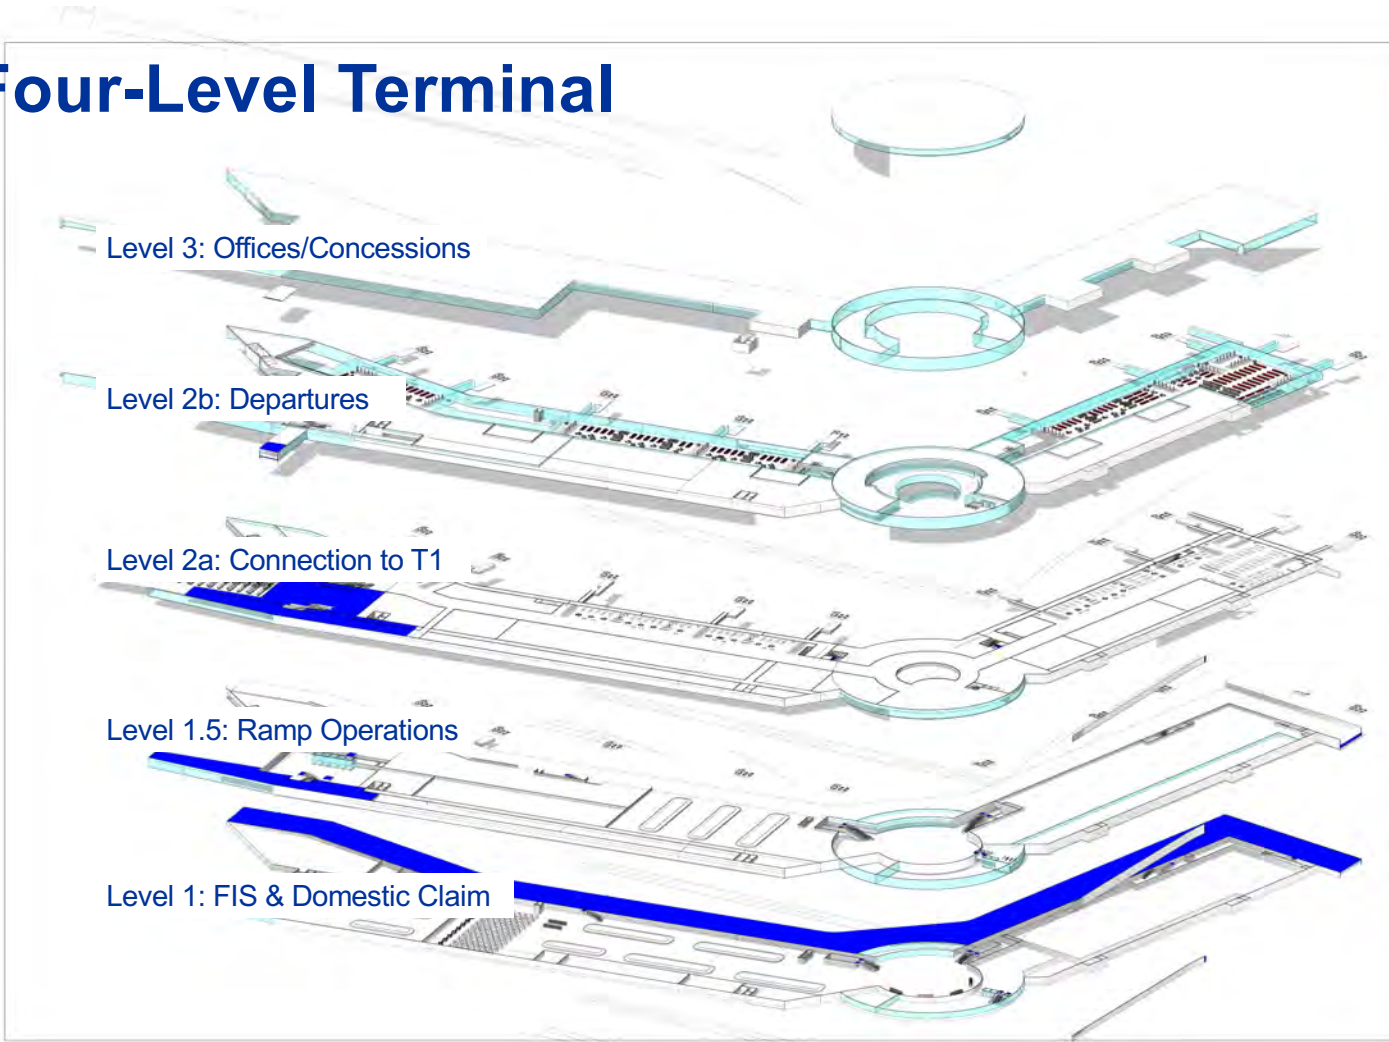 Four-Level Terminal
Level 3: Offices/Concessions
Level 2b: Departures
Level 2a: Connection to T1
Level 1.5: Ramp Operations
Level 1: FIS & Domestic Claim